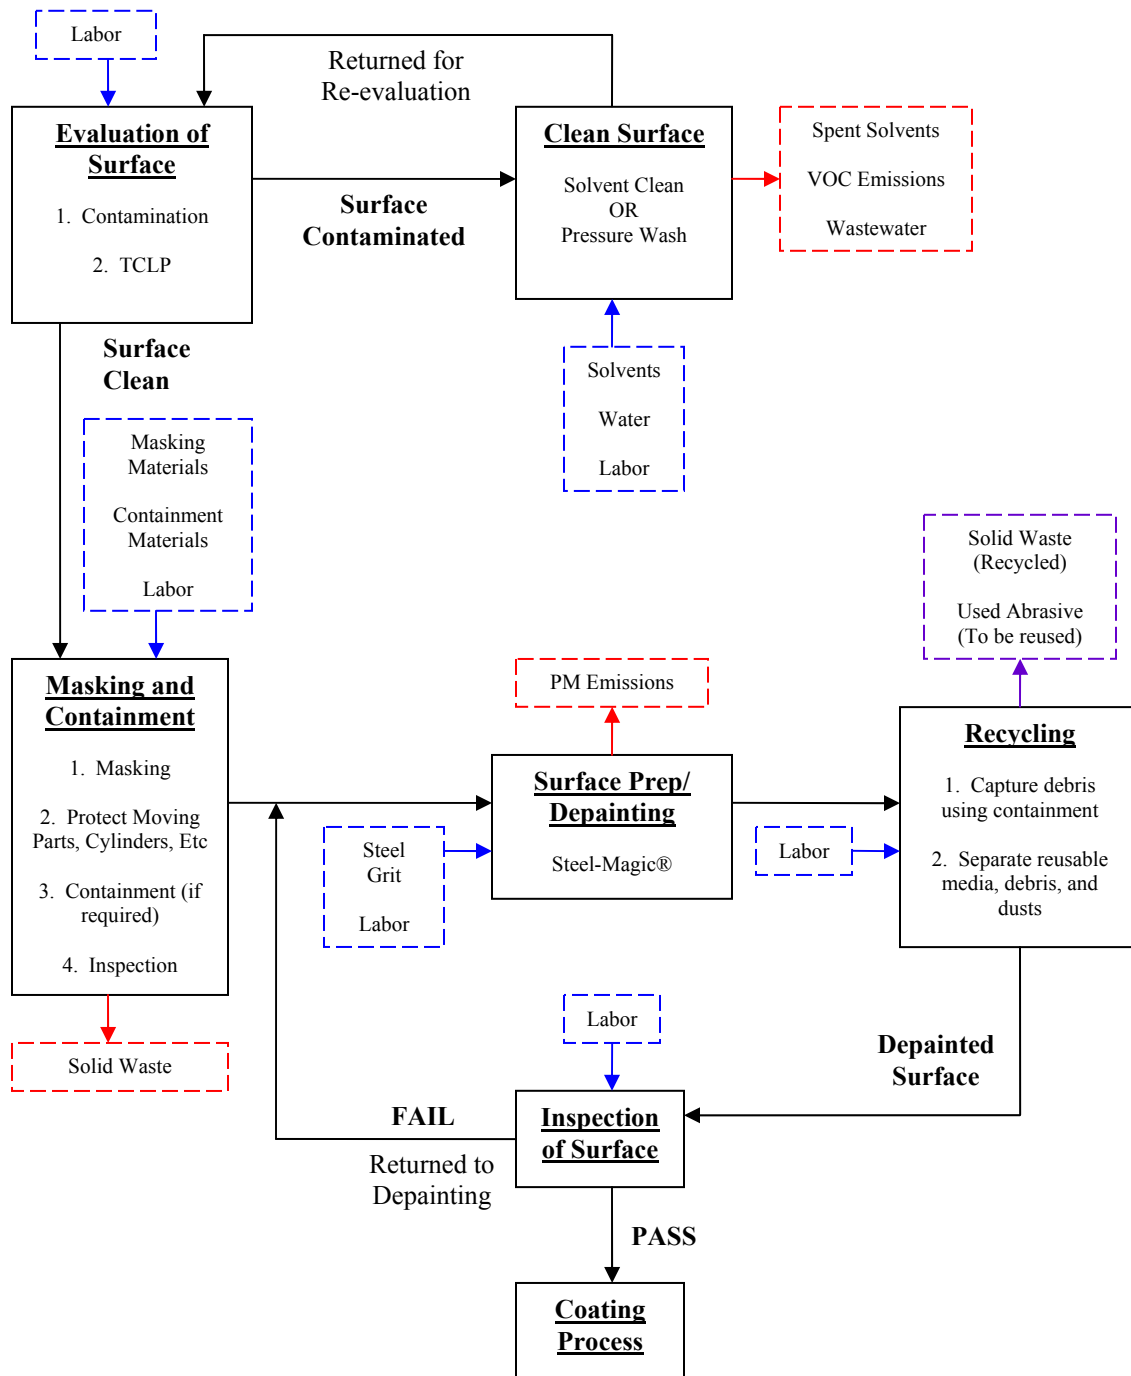 Labor
Returned for
Re-evaluation
Evaluation of
Surface
1. Contamination
2. TCLP
Surface
Contaminated
Clean Surface
Solvent Clean
OR
Pressure Wash
Spent Solvents
VOC Emissions
Wastewater
Surface
Clean
Solvents
Water
Labor
Masking
Materials
Containment
Materials
Labor
Solid Waste
(Recycled)
Used Abrasive
(To be reused)
Masking and
Containment
1. Masking
2. Protect Moving
Parts, Cylinders, Etc
3. Containment (if
required)
4. Inspection
PM Emissions
Surface Prep/
Depainting
Steel-Magic®
Steel
Grit
Labor
Labor
Recycling
1. Capture debris
using containment
2. Separate reusable
media, debris, and
dusts
Solid Waste
Labor
Depainted
Surface
FAIL
Returned to
Depainting
Inspection
of Surface
PASS
Coating
Process